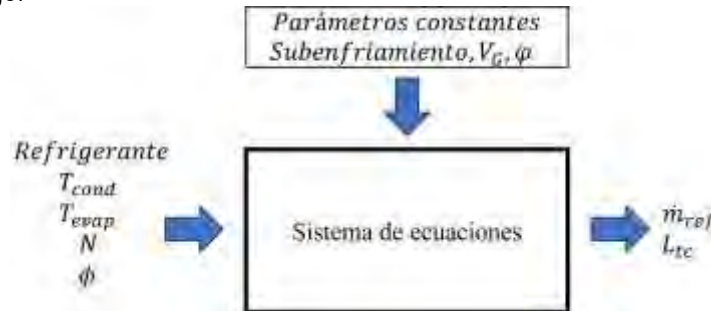 Parámetros constantes
Subenfriamiento, V_G, φ
Refrigerante
T_cond
T_evap
N
ϕ
Sistema de ecuaciones
ṁ_ref
L_tc